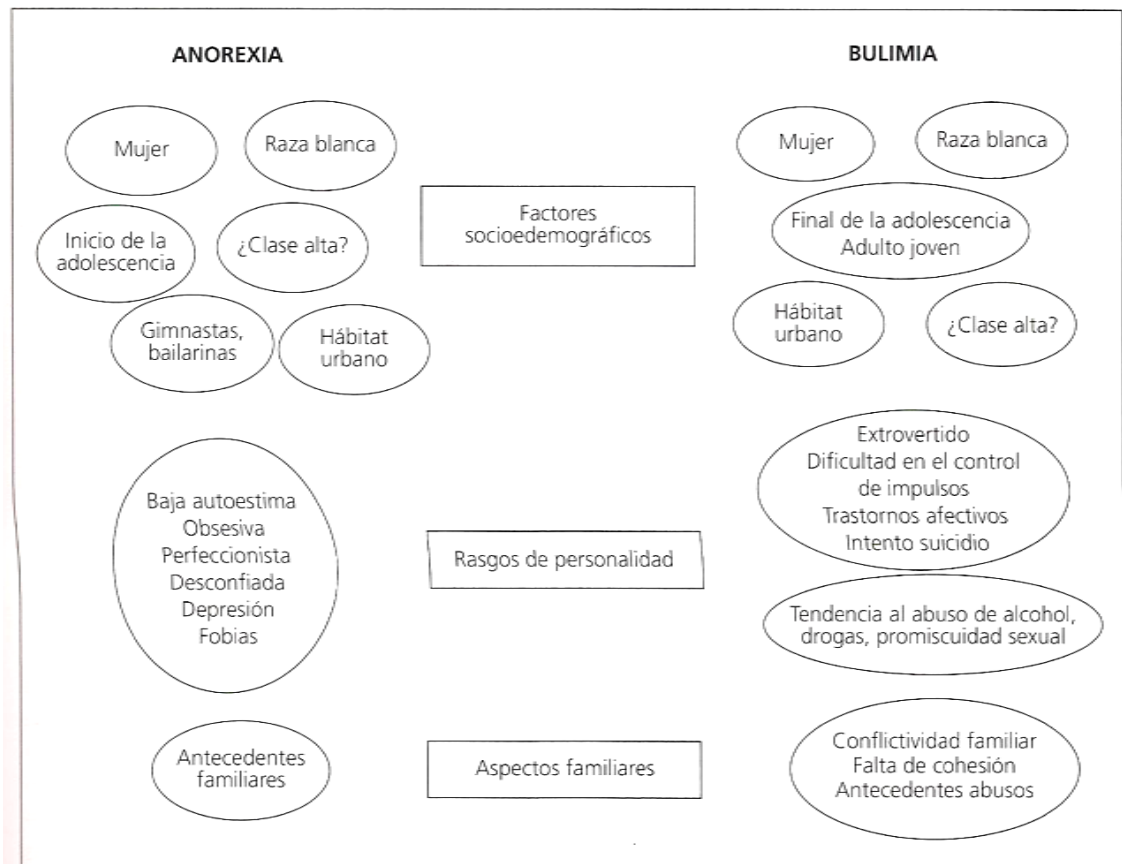 ANOREXIA
BULIMIA
Mujer
Raza blanca
Inicio de la
adolescencia
¿Clase alta?
Gimnastas,
bailarinas
Hábitat
urbano
Factores
socioedemográficos
Mujer
Raza blanca
Final de la adolescencia
Adulto joven
Hábitat
urbano
¿Clase alta?
Baja autoestima
Obsesiva
Perfeccionista
Desconfiada
Depresión
Fobias
Rasgos de personalidad
Extrovertido
Dificultad en el control
de impulsos
Trastornos afectivos
Intento suicidio
Tendencia al abuso de alcohol,
drogas, promiscuidad sexual
Antecedentes
familiares
Aspectos familiares
Conflictividad familiar
Falta de cohesión
Antecedentes abusos